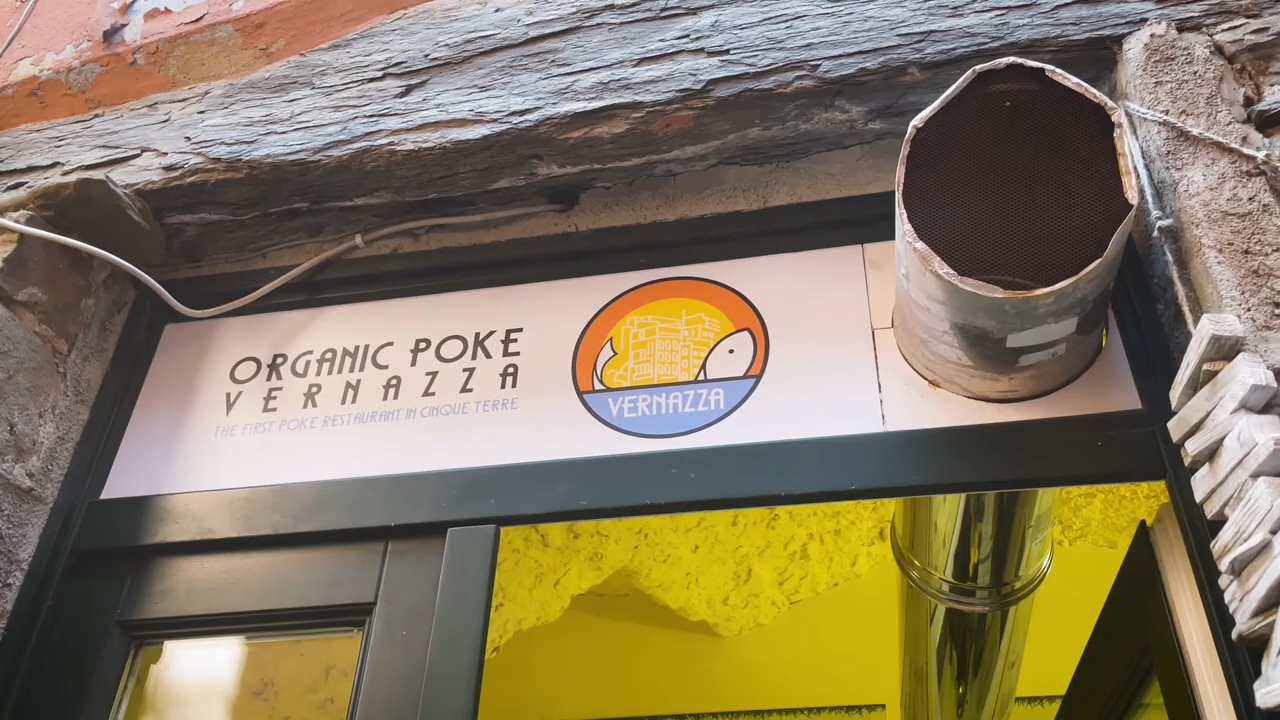 ORGANIC POKE
VERNAZZA
THE FIRST POKE RESTAURANT IN CINQUE TERRE
VERNAZZA